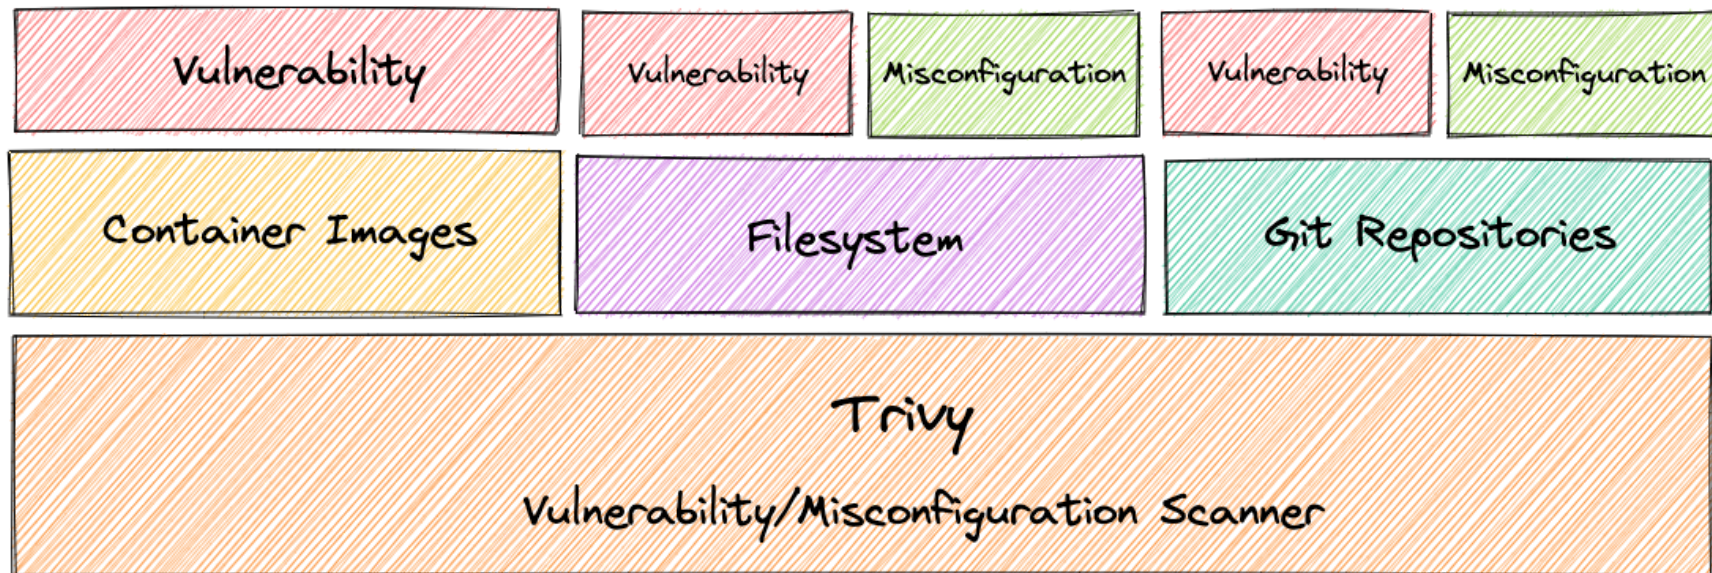 Vulnerability
Vulnerability
Misconfiguration
Vulnerability
Misconfiguration
Container Images
Filesystem
Git Repositories
Trivy
Vulnerability/Misconfiguration Scanner